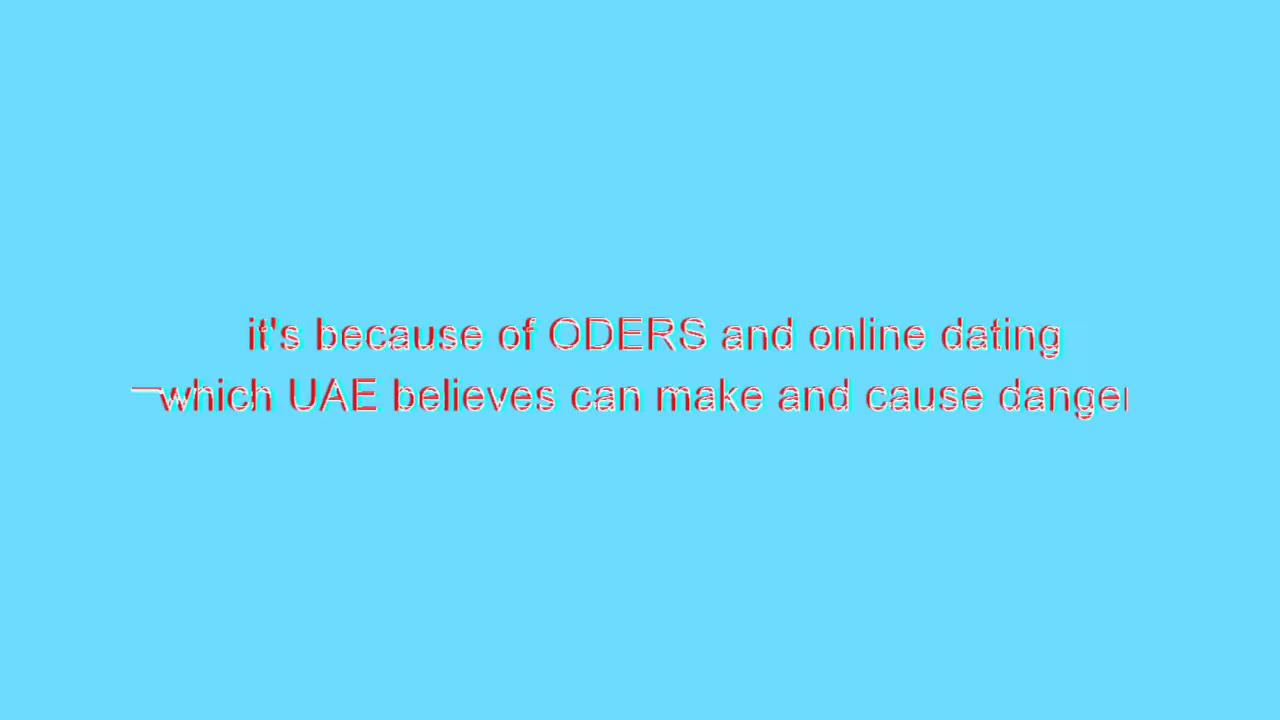 it's because of ODERS and online dating
which UAE believes can make and cause danger